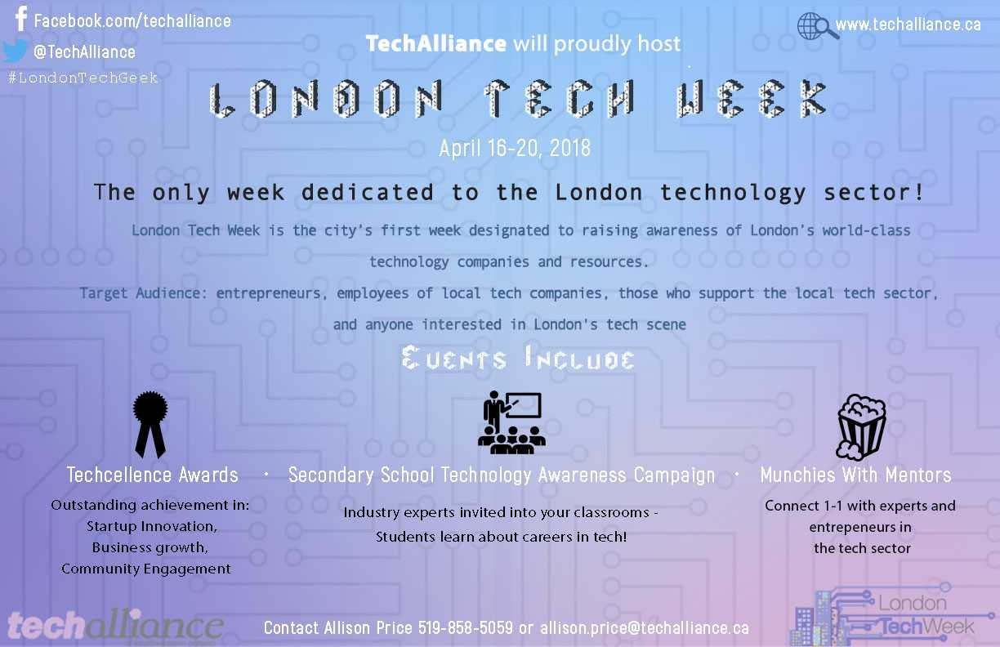 Facebook.com/techalliance
@TechAlliance
#LondonTechGeek
www.techalliance.ca
TechAlliance will proudly host
LONDON TECH WEEK
April 16-20, 2018
The only week dedicated to the London technology sector!
London Tech Week is the city's first week designated to raising awareness of London's world-class
technology companies and resources.
Target Audience: entrepreneurs, employees of local tech companies, those who support the local tech sector,
and anyone interested in London's tech scene
Events Include
Techcellence Awards · Secondary School Technology Awareness Campaign · Munchies With Mentors
Outstanding achievement in:
Startup Innovation,
Business growth,
Community Engagement
Industry experts invited into your classrooms -
Students learn about careers in tech!
Connect 1-1 with experts and
entrepeneurs in
the tech sector
techalliance
Contact Allison Price 519-858-5059 or allison.price@techalliance.ca
London
TechWeek